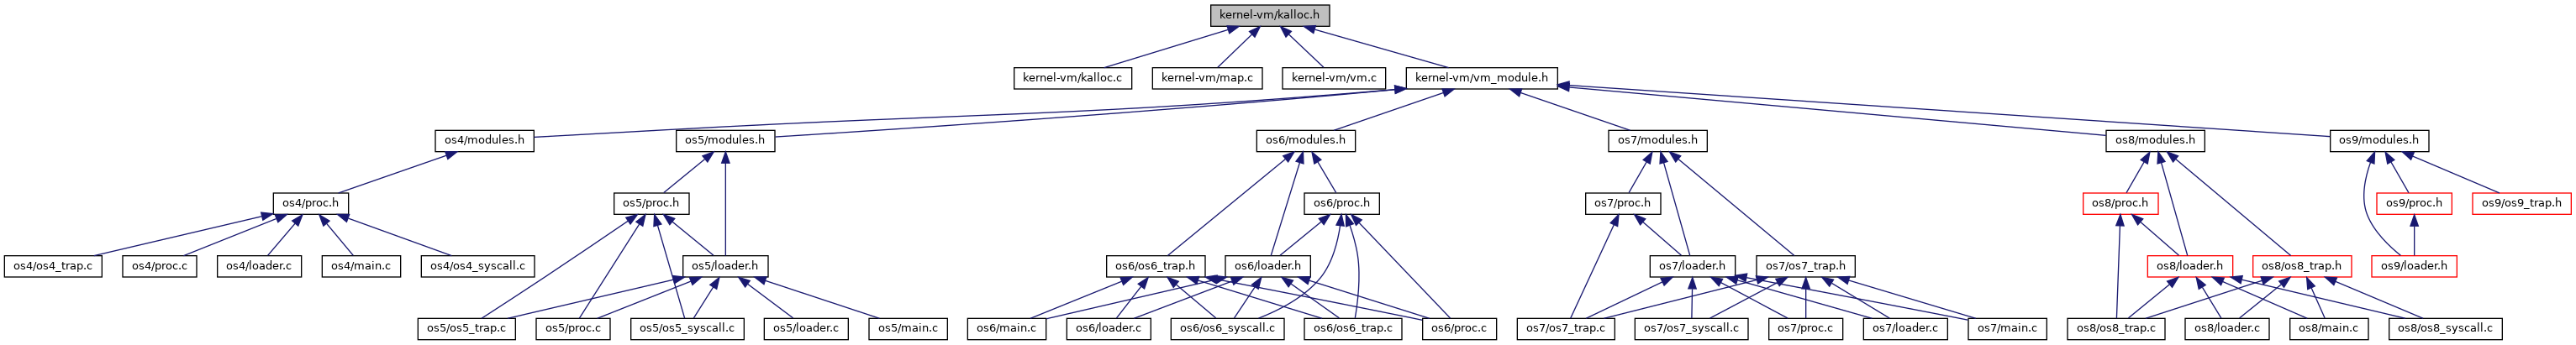 kernel-vm/kalloc.h
kernel-vm/kalloc.c
kernel-vm/map.c
kernel-vm/vm.c
kernel-vm/vm_module.h
os4/modules.h
os5/modules.h
os6/modules.h
os7/modules.h
os8/modules.h
os9/modules.h
os4/proc.h
os5/proc.h
os6/proc.h
os7/proc.h
os8/proc.h
os9/proc.h
os9/os9_trap.h
os4/os4_trap.c
os4/proc.c
os4/loader.c
os4/main.c
os4/os4_syscall.c
os5/loader.h
os6/os6_trap.h
os6/loader.h
os7/loader.h
os7/os7_trap.h
os8/loader.h
os8/os8_trap.h
os9/loader.h
os5/os5_trap.c
os5/proc.c
os5/os5_syscall.c
os5/loader.c
os5/main.c
os6/main.c
os6/loader.c
os6/os6_syscall.c
os6/os6_trap.c
os6/proc.c
os7/os7_trap.c
os7/os7_syscall.c
os7/proc.c
os7/loader.c
os7/main.c
os8/os8_trap.c
os8/loader.c
os8/main.c
os8/os8_syscall.c